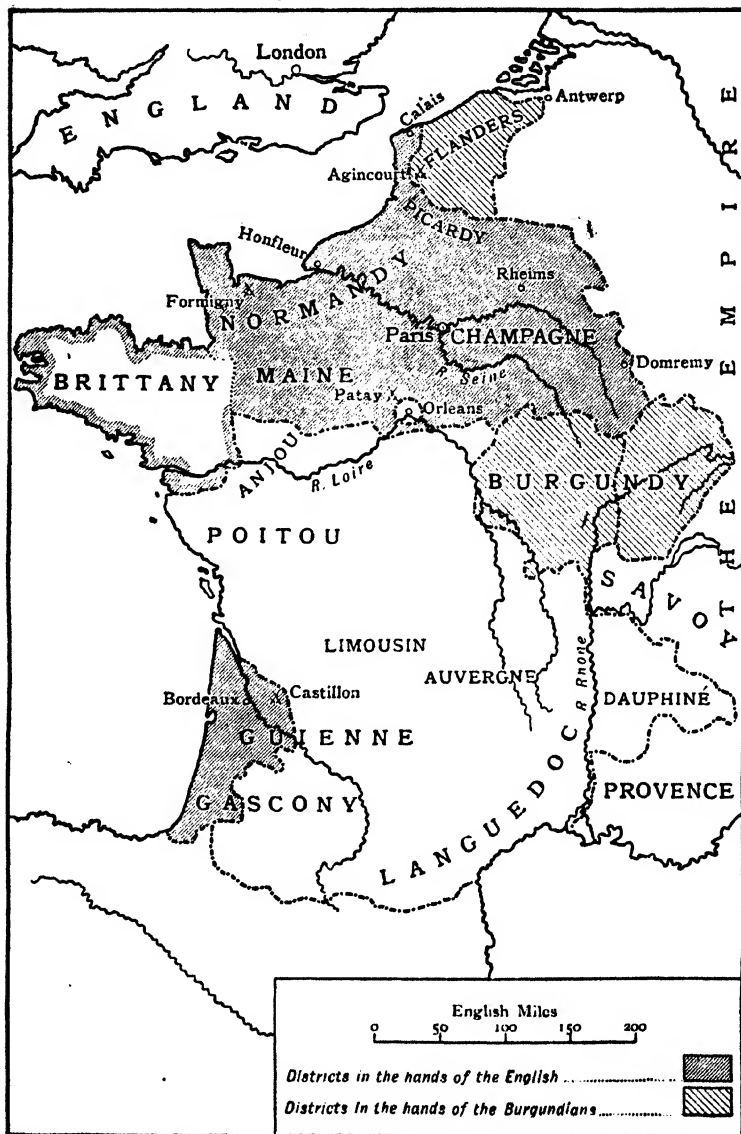 London
ENGLAND
Antwerp
Calais
FLANDERS
Agincourt
PICARDY
Honfleur
Rheims
Formigny
NORMANDY
Paris
CHAMPAGNE
R. Seine
Domremy
BRITTANY
MAINE
Patay
Orleans
ANJOU
R. Loire
BURGUNDY
POITOU
SAVOY
THE EMPIRE
LIMOUSIN
AUVERGNE
R Rhone
DAUPHINÉ
Bordeaux
Castillon
GUIENNE
GASCONY
LANGUEDOC
PROVENCE
English Miles
0 50 100 150 200
Districts in the hands of the English
Districts in the hands of the Burgundians